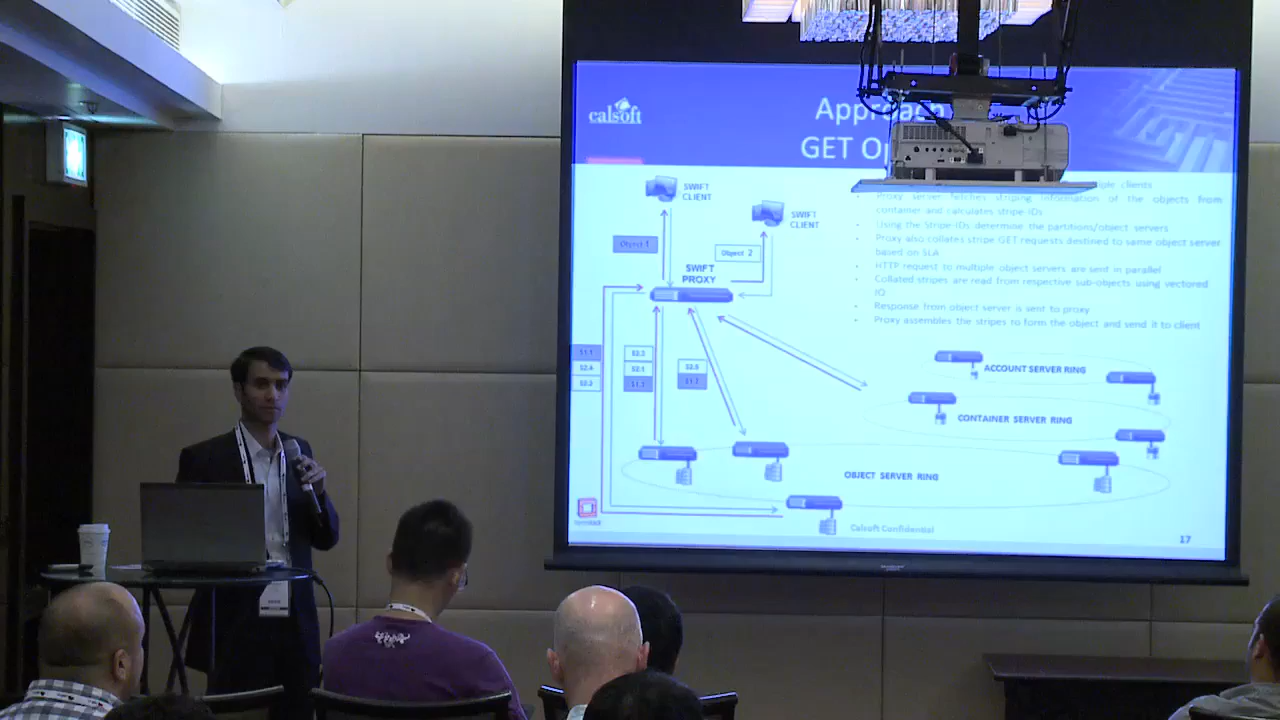 calsoft
Approach
GET Op
SWIFT
CLIENT
SWIFT
CLIENT
Object 1
Object 2
SWIFT
PROXY
multiple clients
• Proxy server fetches striping information of the objects from
container and calculates stripe-IDs
• Using the Stripe-IDs determine the partitions/object servers
• Proxy also collates stripe GET requests destined to same object server
based on SLA
• HTTP request to multiple object servers are sent in parallel
• Collated stripes are read from respective sub-objects using vectored
IO
• Response from object server is sent to proxy
• Proxy assembles the stripes to form the object and send it to client
S1.1
S2.4
S2.2
S2.3
S2.1
S2.5
ACCOUNT SERVER RING
CONTAINER SERVER RING
OBJECT SERVER RING
Calsoft Confidential
17